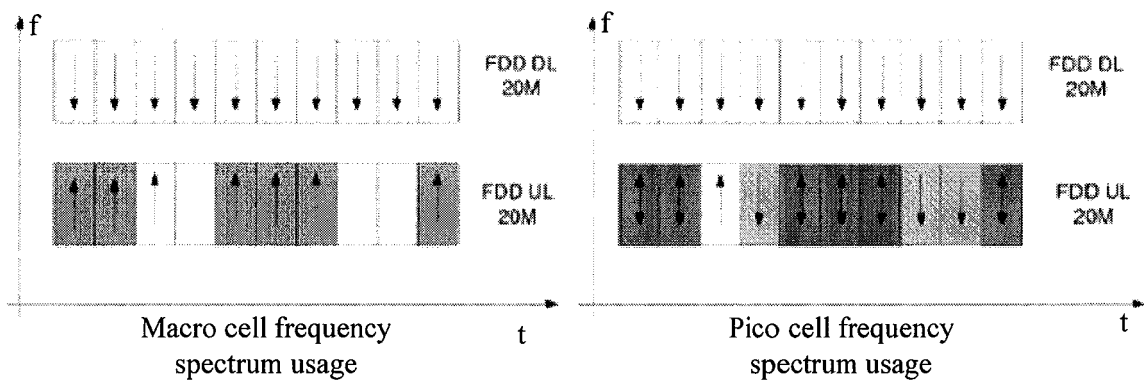 f
FDD DL
20M
FDD UL
20M
t
Macro cell frequency
spectrum usage
f
FDD DL
20M
FDD UL
20M
t
Pico cell frequency
spectrum usage